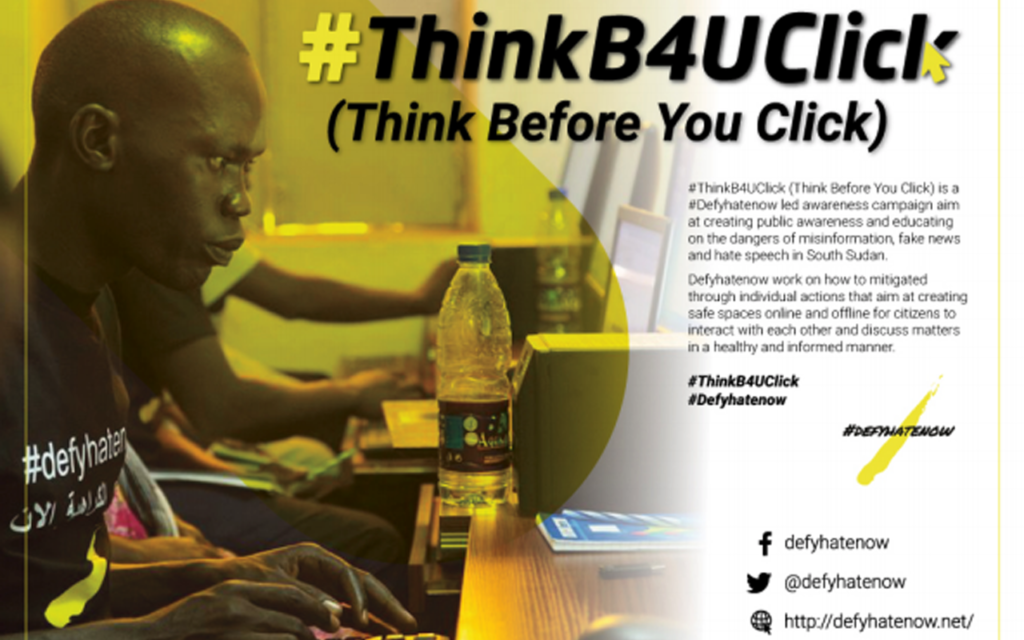 #ThinkB4UClick
(Think Before You Click)
#ThinkB4UClick (Think Before You Click) is a
#Defyhatenow led awareness campaign aim
at creating public awareness and educating
on the dangers of misinformation, fake news
and hate speech in South Sudan.
Defyhatenow work on how to mitigated
through individual actions that aim at creating
safe spaces online and offline for citizens to
interact with each other and discuss matters
in a healthy and informed manner.
#ThinkB4UClick
#Defyhatenow
#DEFYHATENOW
#defyhaten
الكراهية الآن
defyhatenow
@defyhatenow
http://defyhatenow.net/